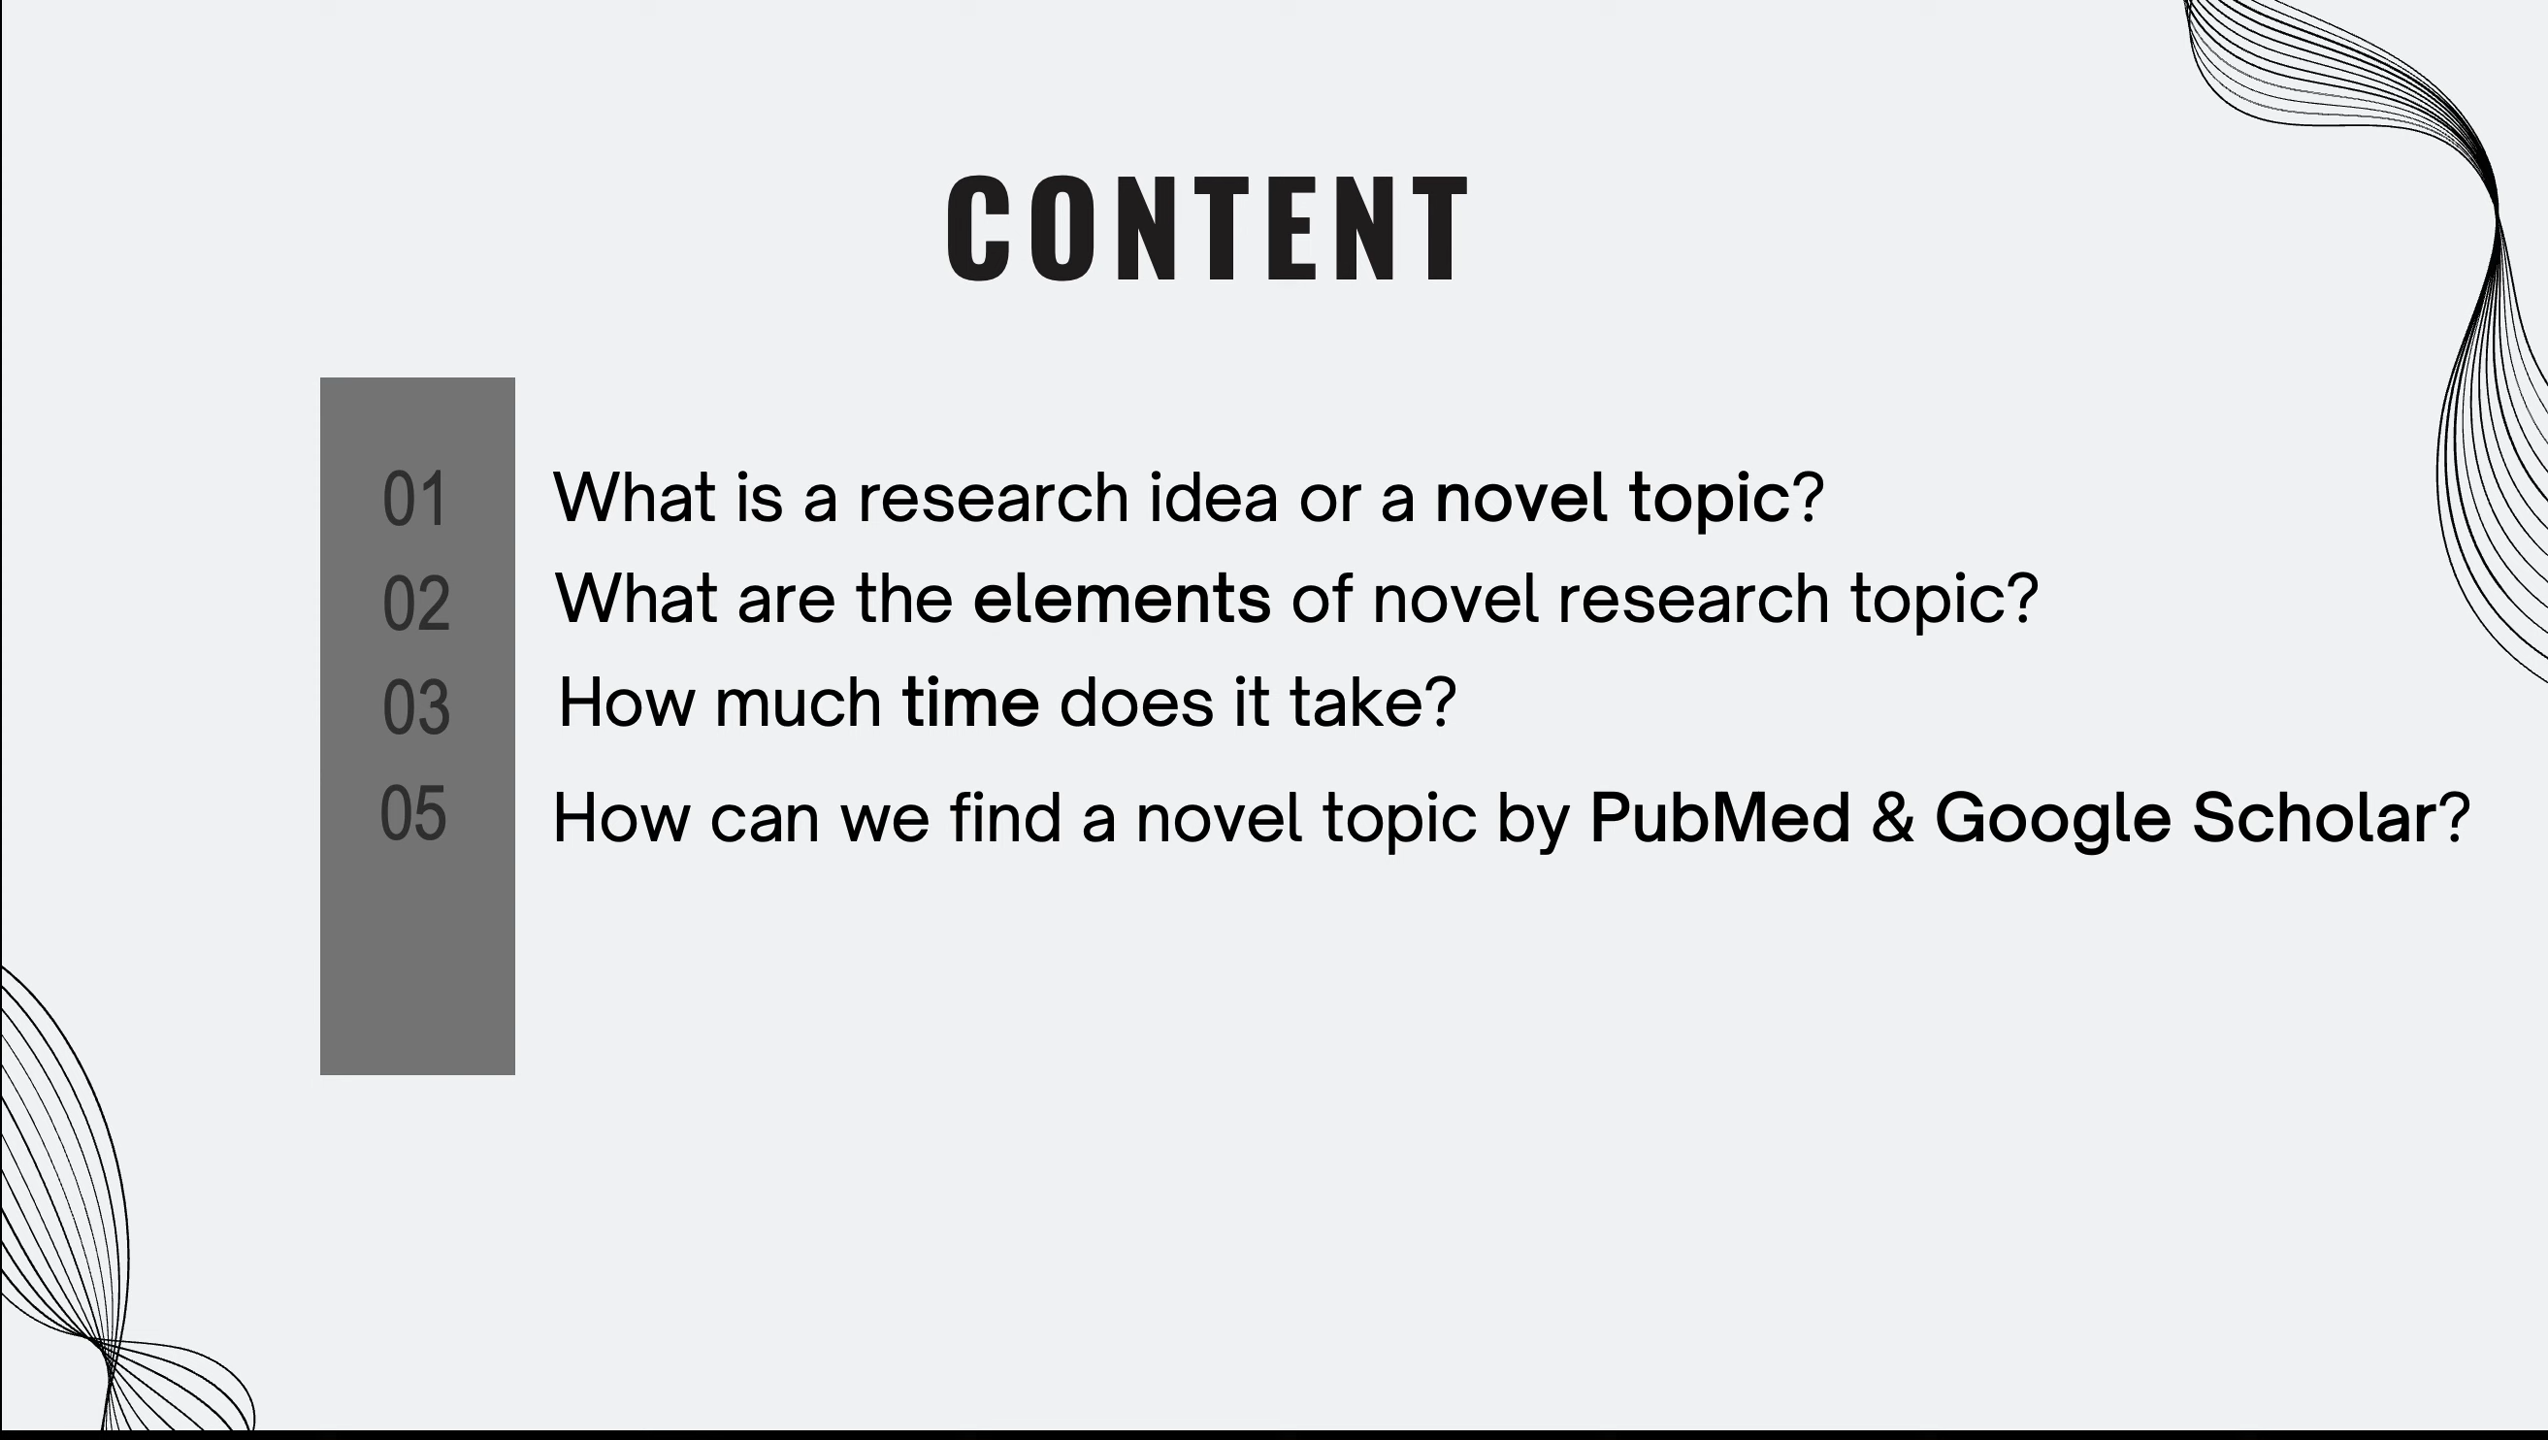 CONTENT
01 What is a research idea or a novel topic?
02 What are the elements of novel research topic?
03 How much time does it take?
05 How can we find a novel topic by PubMed & Google Scholar?